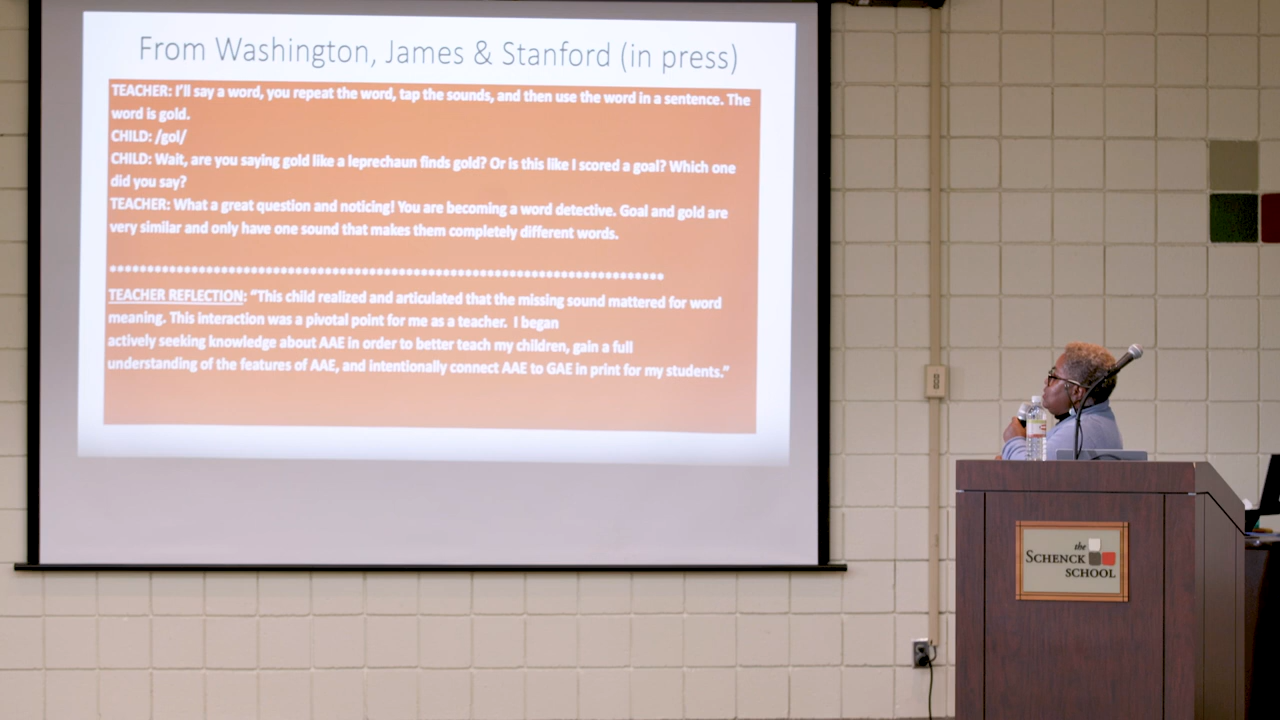 From Washington, James & Stanford (in press)
TEACHER: I'll say a word, you repeat the word, tap the sounds, and then use the word in a sentence. The
word is gold.
CHILD: /gol/
CHILD: Wait, are you saying gold like a leprechaun finds gold? Or is this like I scored a goal? Which one
did you say?
TEACHER: What a great question and noticing! You are becoming a word detective. Goal and gold are
very similar and only have one sound that makes them completely different words.
TEACHER REFLECTION: "This child realized and articulated that the missing sound mattered for word
meaning. This interaction was a pivotal point for me as a teacher.  I began
actively seeking knowledge about AAE in order to better teach my children, gain a full
understanding of the features of AAE, and intentionally connect AAE to GAE in print for my students."
the
SCHENCK
SCHOOL